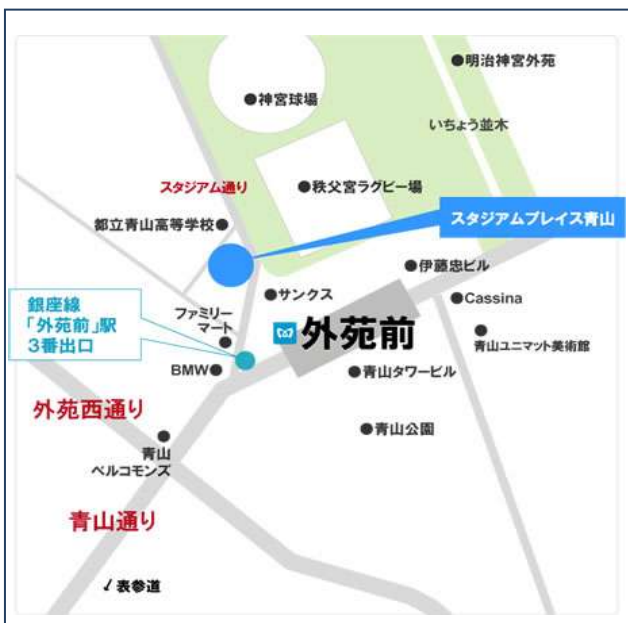 ●明治神宮外苑
●神宮球場
いちょう並木
スタジアム通り
●秩父宮ラグビー場
都立青山高等学校●
スタジアムプレイス青山
●伊藤忠ビル
●サンクス
●Cassina
銀座線
「外苑前」駅
3番出口
ファミリー
マート
外苑前
青山ユニマット美術館
BMW●
●青山タワービル
外苑西通り
●青山公園
青山
ベルコモンズ
青山通り
表参道